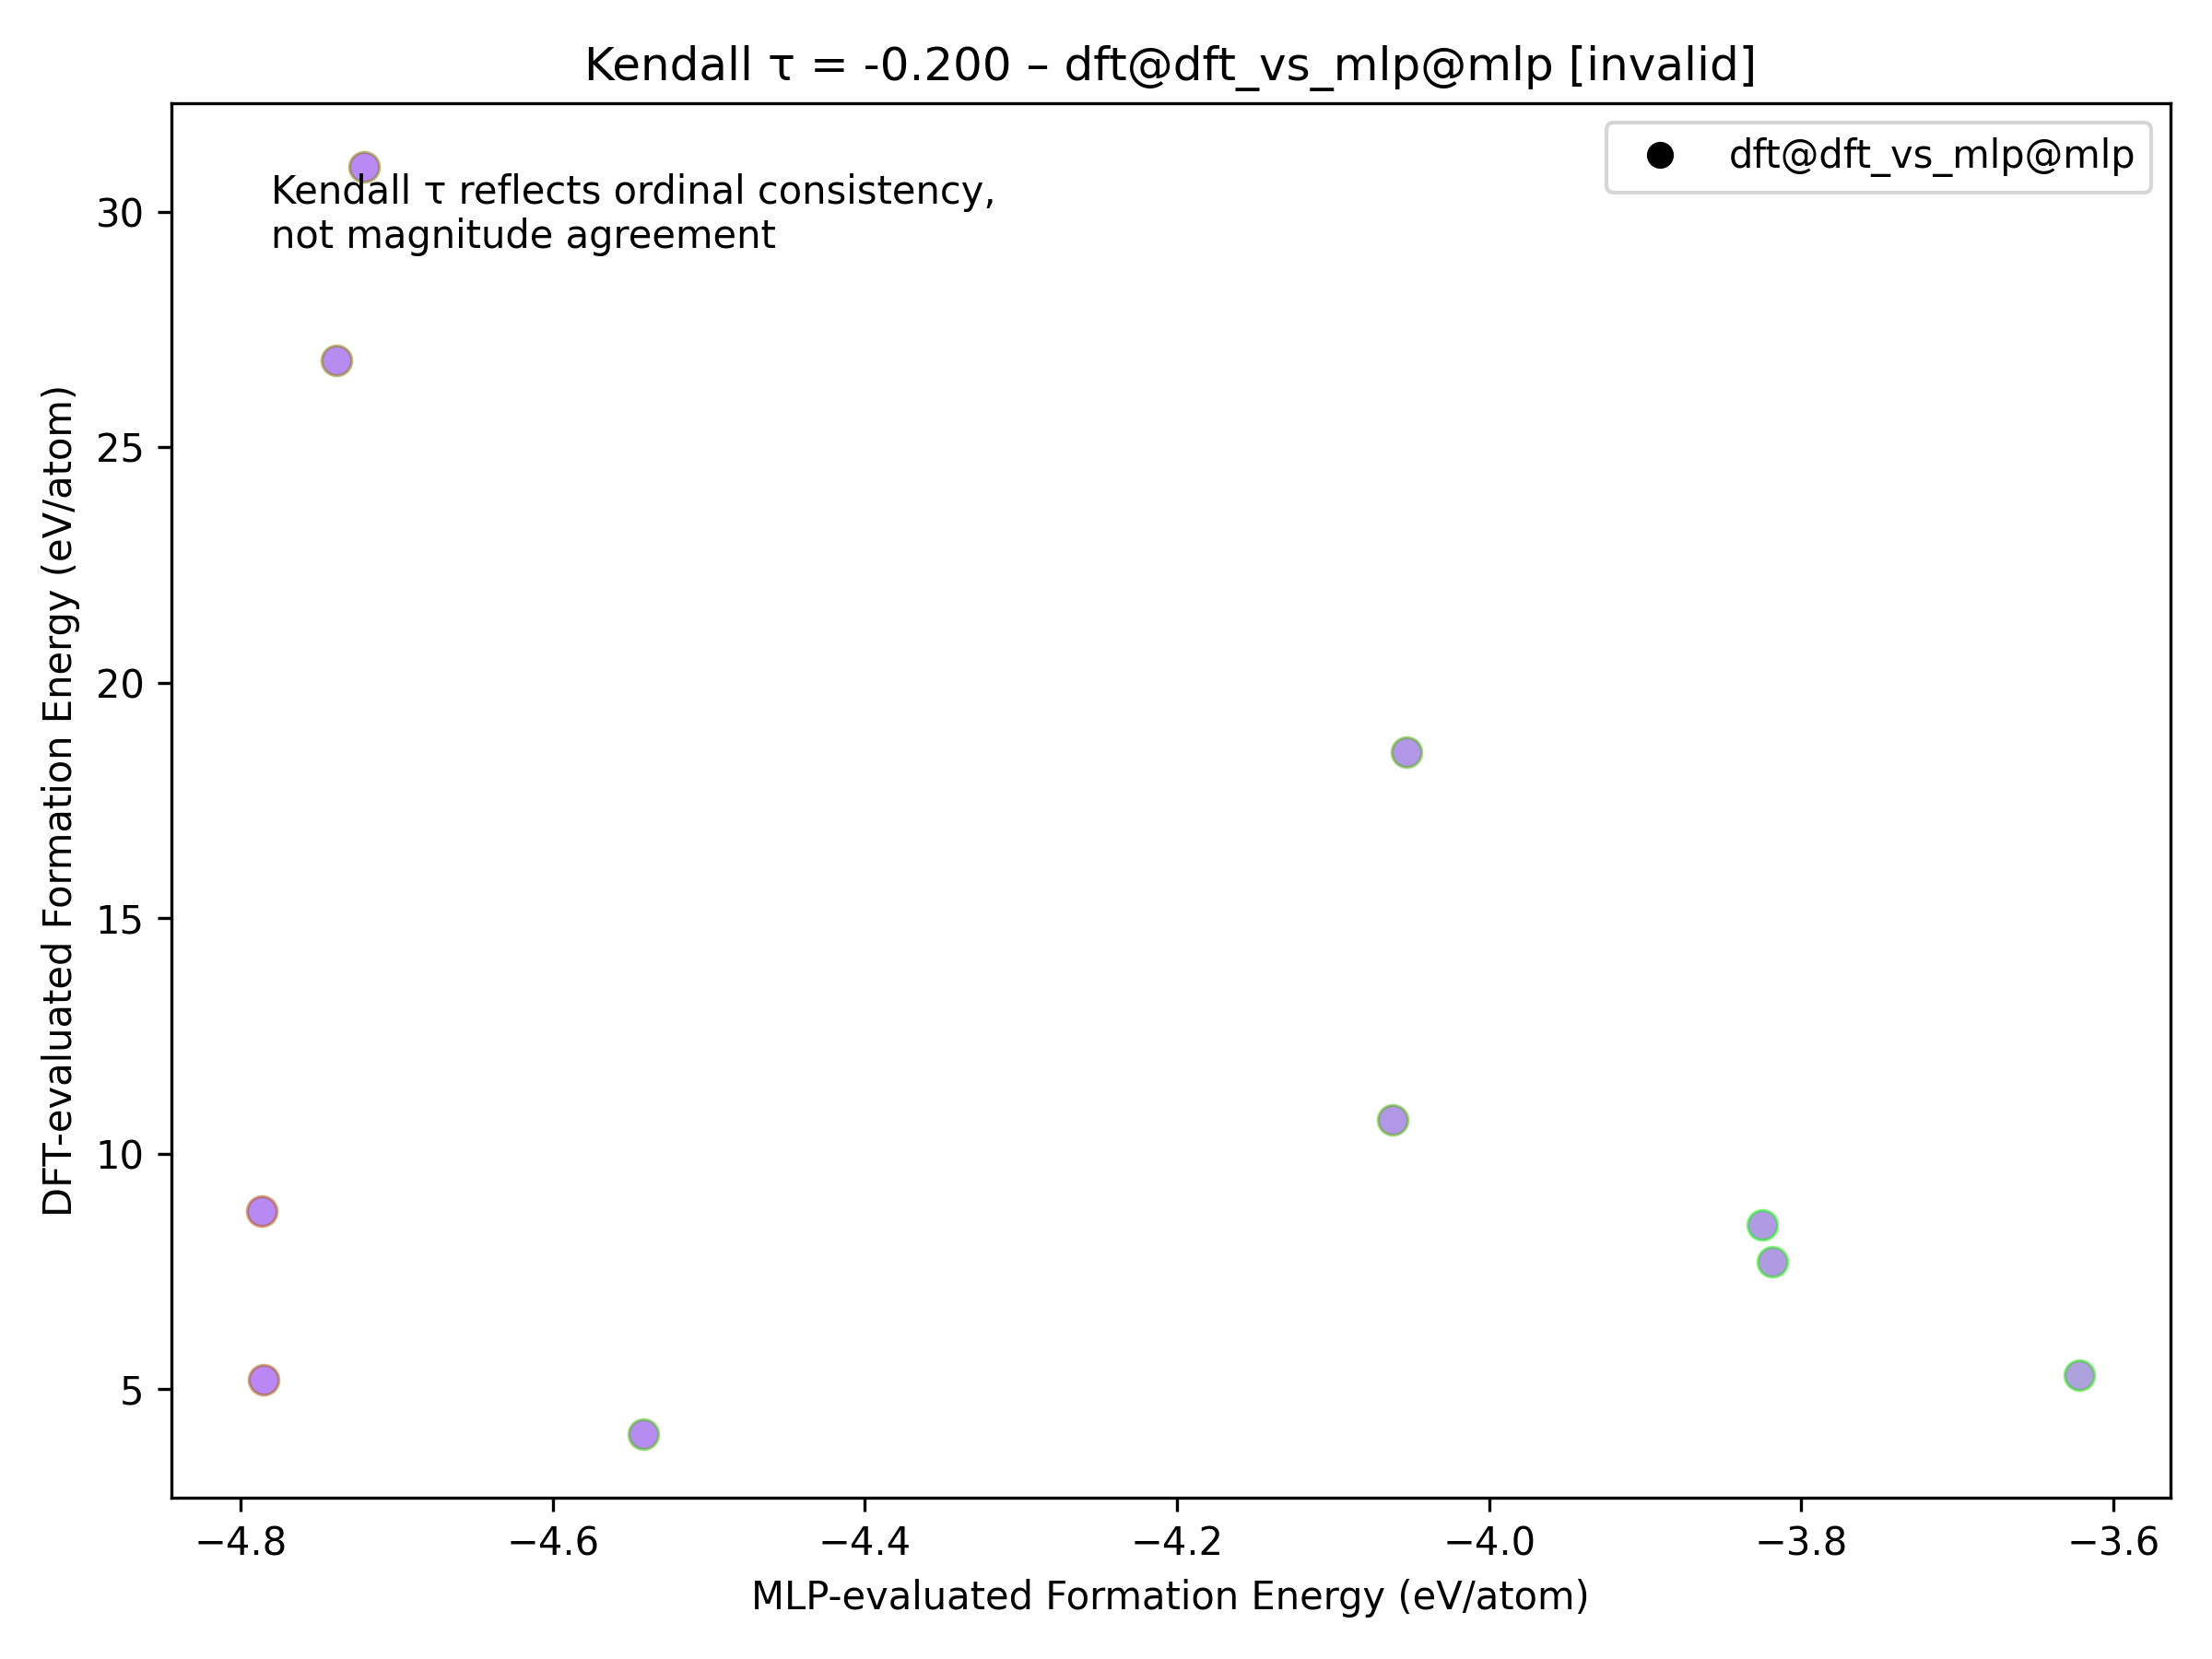 Kendall τ = -0.200 – dft@dft_vs_mlp@mlp [invalid]
dft@dft_vs_mlp@mlp
Kendall τ reflects ordinal consistency,
not magnitude agreement
DFT-evaluated Formation Energy (eV/atom)
30
25
20
15
10
5
−4.8
−4.6
−4.4
−4.2
−4.0
−3.8
−3.6
MLP-evaluated Formation Energy (eV/atom)